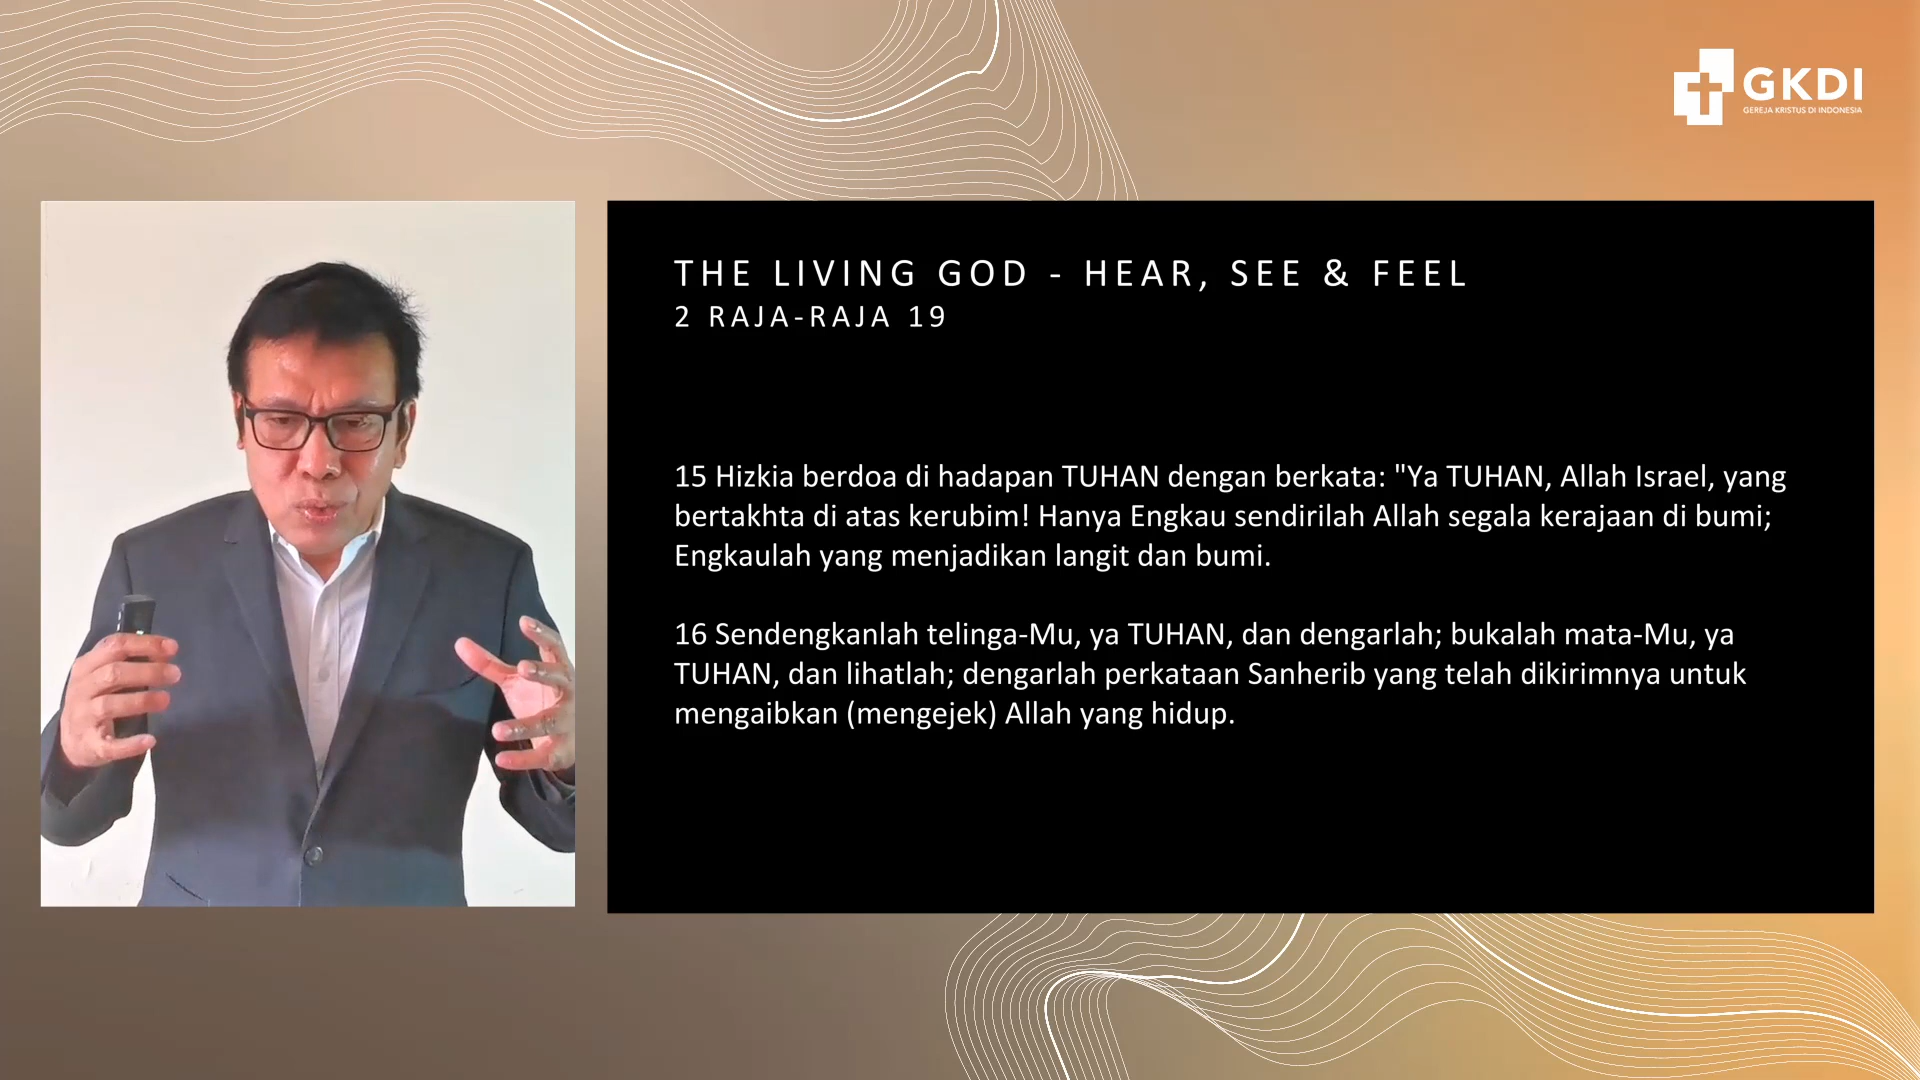 GKDI
GEREJA KRISTUS DI INDONESIA
THE LIVING GOD - HEAR, SEE & FEEL
2 RAJA-RAJA 19
15 Hizkia berdoa di hadapan TUHAN dengan berkata: "Ya TUHAN, Allah Israel, yang
bertakhta di atas kerubim! Hanya Engkau sendirilah Allah segala kerajaan di bumi;
Engkaulah yang menjadikan langit dan bumi.
16 Sendengkanlah telinga-Mu, ya TUHAN, dan dengarlah; bukalah mata-Mu, ya
TUHAN, dan lihatlah; dengarlah perkataan Sanherib yang telah dikirimnya untuk
mengaibkan (mengejek) Allah yang hidup.